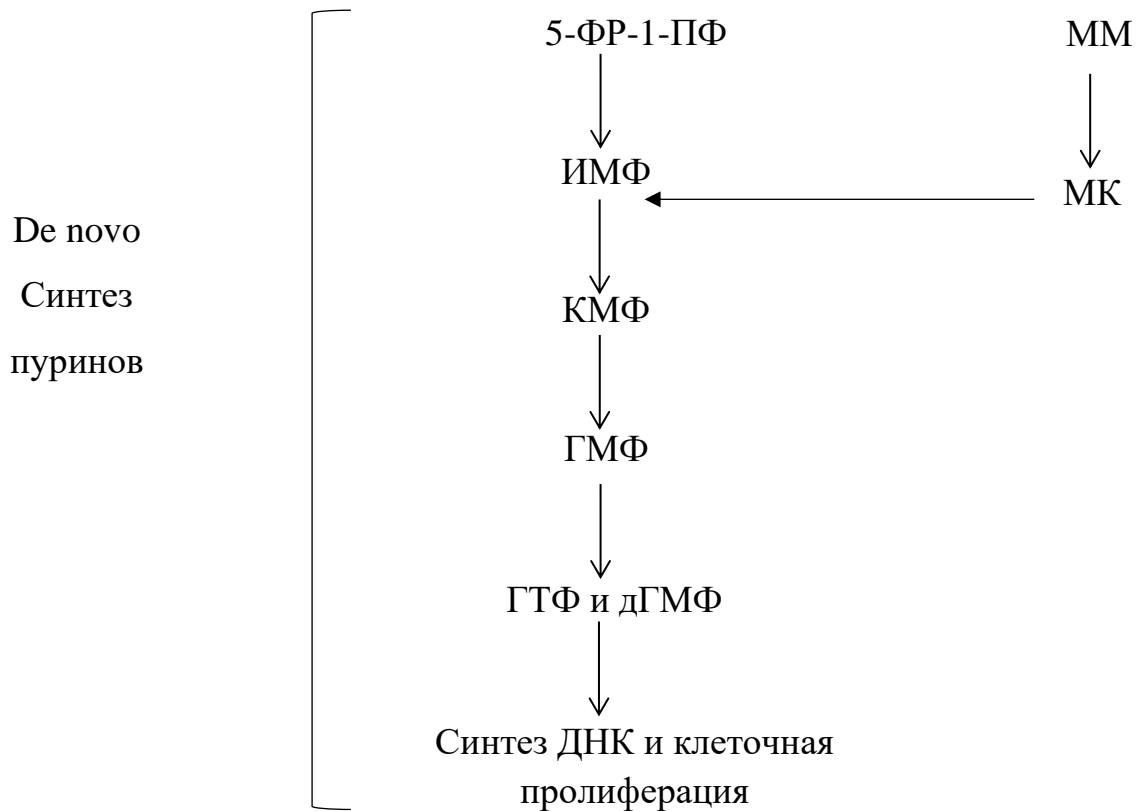 5-ФР-1-ПФ
ММ
ИМФ
МК
De novo
Синтез
пуринов
КМФ
ГМФ
ГТФ и дГМФ
Синтез ДНК и клеточная
пролиферация